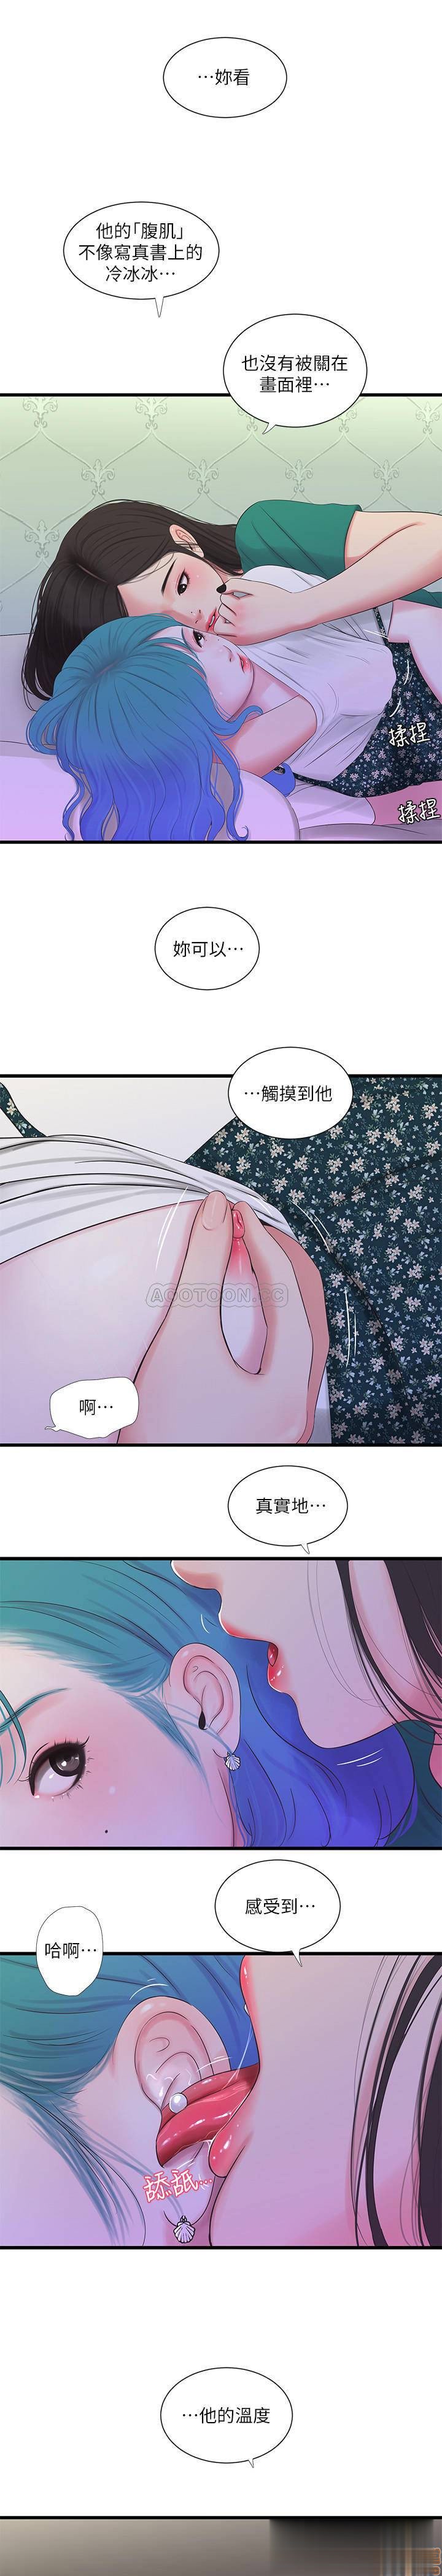 …妳看
他的「腹肌」
不像寫真書上的
冷冰冰…
也沒有被關在
畫面裡…
揉捏
揉捏
妳可以…
…觸摸到他
AOOTOON.CC
啊…
真實地…
感受到…
哈啊…
舔舐…
…他的溫度